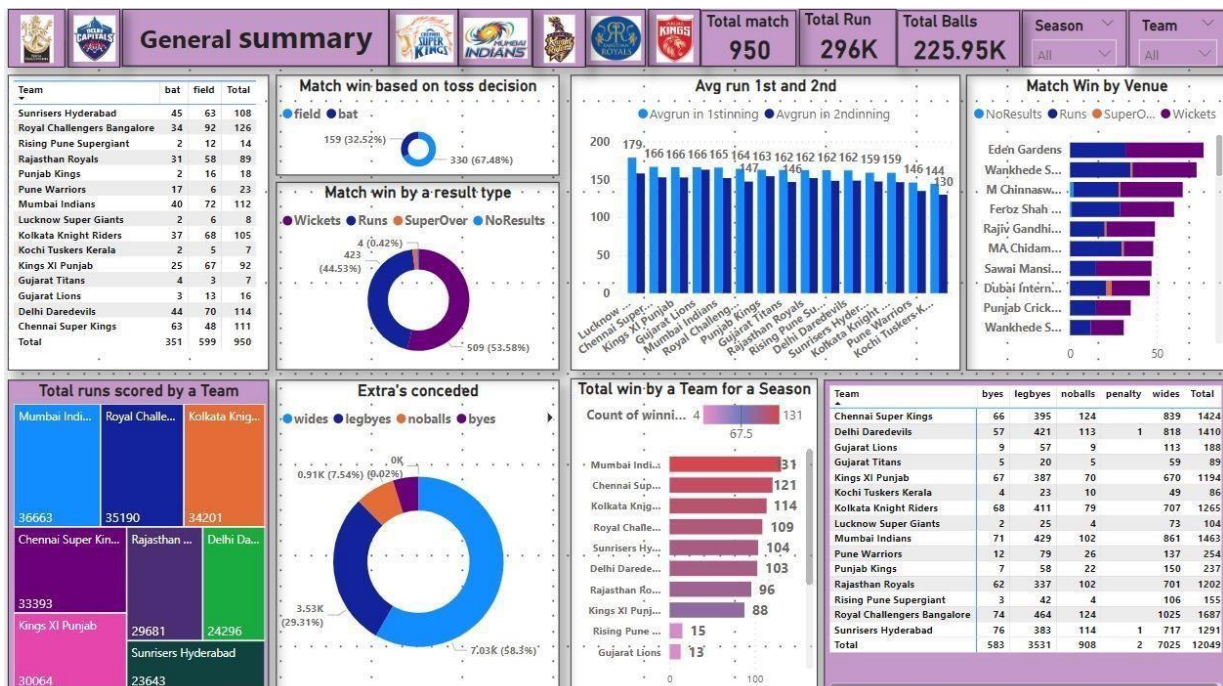 General summary
Total match
950
Total Run
296K
Total Balls
225.95K
Season
All
Team
All
DELHI CAPITALS
CHENNAI SUPER KINGS
MUMBAI INDIANS
ROYALS
KINGS
Team bat field Total
Sunrisers Hyderabad 45 63 108
Royal Challengers Bangalore 34 92 126
Rising Pune Supergiant 2 12 14
Rajasthan Royals 31 58 89
Punjab Kings 2 16 18
Pune Warriors 17 6 23
Mumbai Indians 40 72 112
Lucknow Super Giants 2 6 8
Kolkata Knight Riders 37 68 105
Kochi Tuskers Kerala 2 5 7
Kings XI Punjab 25 67 92
Gujarat Titans 4 3 7
Gujarat Lions 3 13 16
Delhi Daredevils 44 70 114
Chennai Super Kings 63 48 111
Total 351 599 950
Match win based on toss decision
field bat
159 (32.52%)
330 (67.48%)
Match win by a result type
Wickets Runs SuperOver NoResults
4 (0.42%)
423
(44.53%)
509 (53.58%)
Avg run 1st and 2nd
Avgrun in 1stinning Avgrun in 2ndinning
200
150
100
50
0
179 166 166 166 165 164 163 162 162 162 162 159 159 146 144
147 146 130
Lucknow ...
Chennai Super...
Kings XI Punjab
Gujarat Lions
Mumbai Indians
Royal Challeng...
Punjab Kings
Gujarat Titans
Rajasthan Royals
Rising Pune Su...
Delhi Daredevils
Sunrisers Hyder...
Kolkata Knight ...
Pune Warriors
Kochi Tuskers K...
Match Win by Venue
NoResults Runs SuperO... Wickets
Eden Gardens
Wankhede S...
M Chinnasw...
Feroz Shah ...
Rajiv Gandhi...
MA Chidam...
Sawai Mansi...
Dubai Intern...
Punjab Crick...
Wankhede S...
0 50
Total runs scored by a Team
Mumbai Indi...
36663
Royal Challe...
35190
Kolkata Knig...
34201
Chennai Super Kin...
33393
Rajasthan ...
29681
Delhi Da...
24296
Kings XI Punjab
30064
Sunrisers Hyderabad
23643
Extra's conceded
wides legbyes noballs byes
0K
0.91K (7.54%) (0.02%)
3.53K
(29.31%)
7.03K (58.3%)
Total win by a Team for a Season
Count of winni... 4 131
67.5
Mumbai Indi... 131
Chennai Sup... 121
Kolkata Knig... 114
Royal Challe... 109
Sunrisers Hy... 104
Delhi Darede... 103
Rajasthan Ro... 96
Kings XI Punj... 88
Rising Pune ... 15
Gujarat Lions 13
0 100
Team byes legbyes noballs penalty wides Total
Chennai Super Kings 66 395 124 839 1424
Delhi Daredevils 57 421 113 1 818 1410
Gujarat Lions 9 57 9 113 188
Gujarat Titans 5 20 5 59 89
Kings XI Punjab 67 387 70 670 1194
Kochi Tuskers Kerala 4 23 10 49 86
Kolkata Knight Riders 68 411 79 707 1265
Lucknow Super Giants 2 25 4 73 104
Mumbai Indians 71 429 102 861 1463
Pune Warriors 12 79 26 137 254
Punjab Kings 7 58 22 150 237
Rajasthan Royals 62 337 102 701 1202
Rising Pune Supergiant 3 42 4 106 155
Royal Challengers Bangalore 74 464 124 1025 1687
Sunrisers Hyderabad 76 383 114 1 717 1291
Total 583 3531 908 2 7025 12049